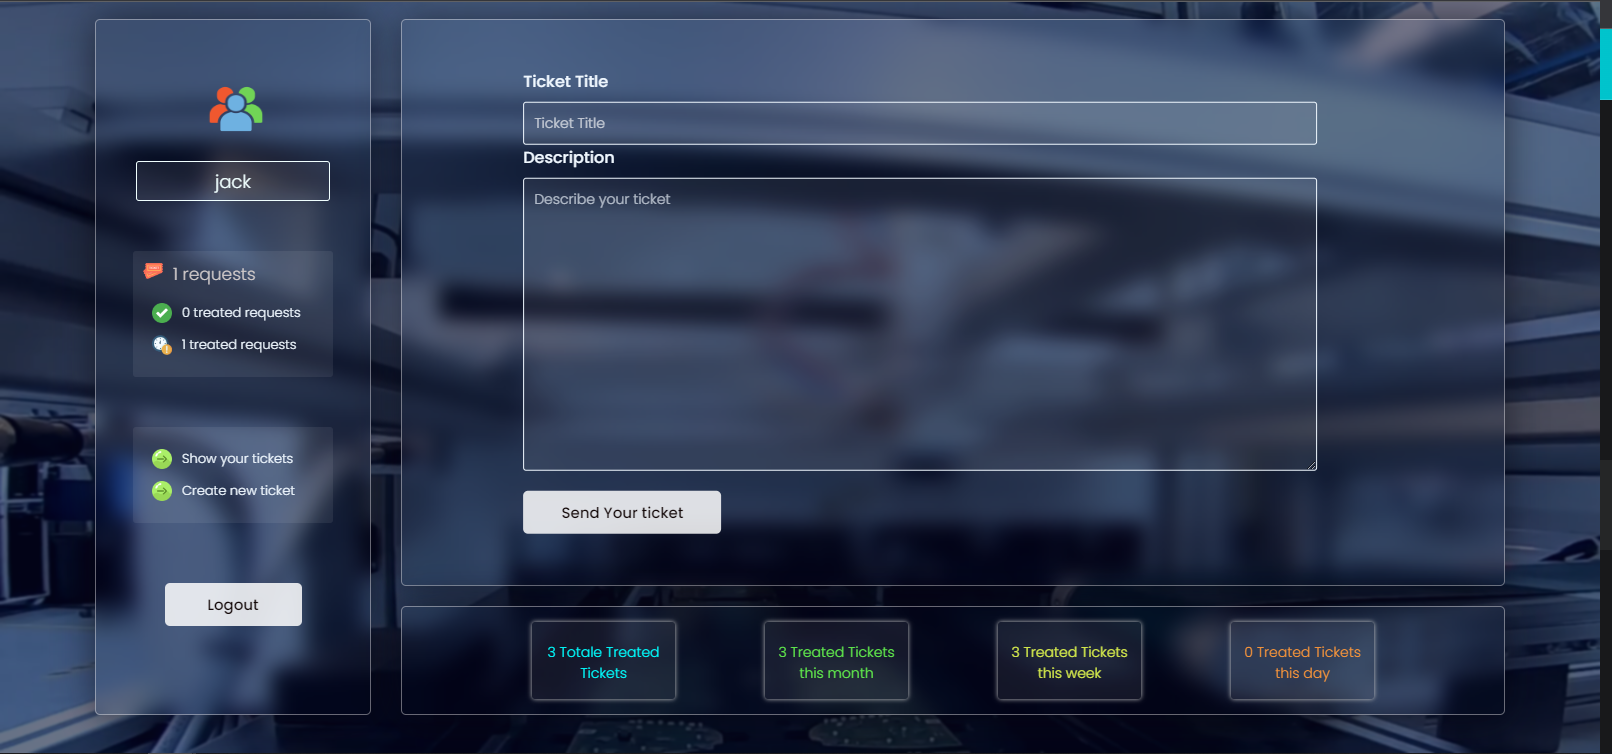 jack
1 requests
0 treated requests
1 treated requests
Show your tickets
Create new ticket
Logout
Ticket Title
Ticket Title
Description
Describe your ticket
Send Your ticket
3 Totale Treated
Tickets
3 Treated Tickets
this month
3 Treated Tickets
this week
0 Treated Tickets
this day